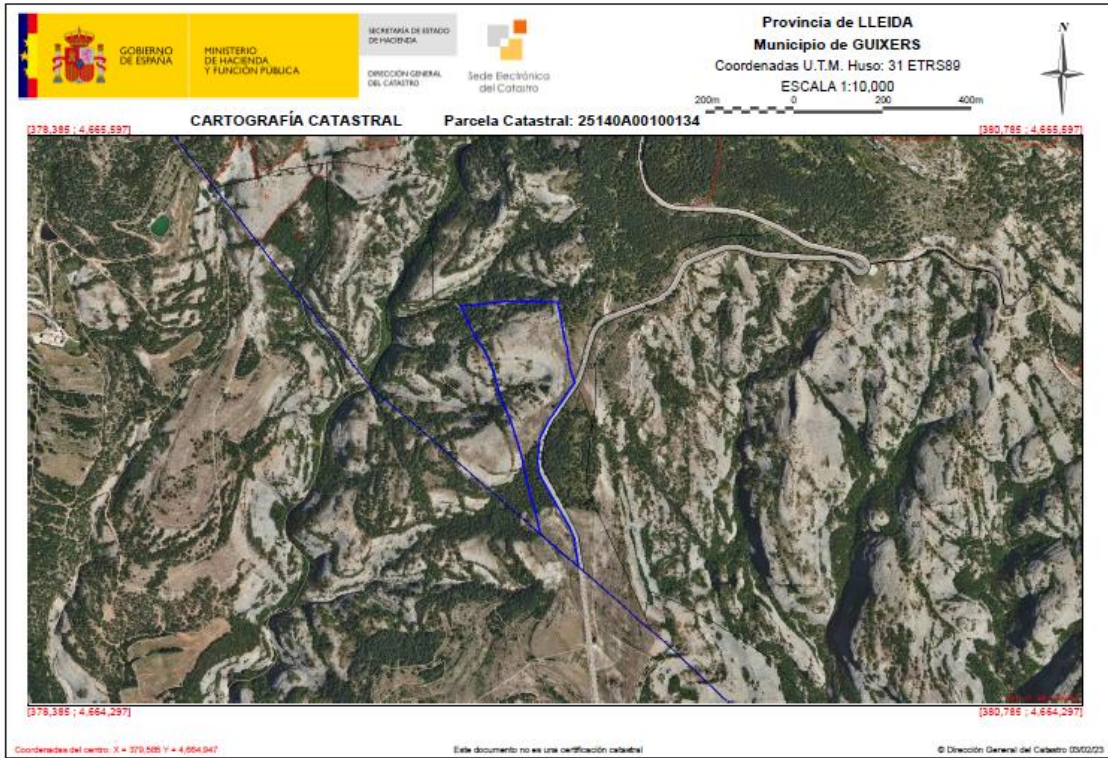 GOBIERNO
DE ESPAÑA
MINISTERIO
DE HACIENDA
Y FUNCIÓN PÚBLICA
SECRETARÍA DE ESTADO
DE HACIENDA
DIRECCIÓN GENERAL
DEL CATASTRO
Sede Electrónica
del Catastro
Provincia de LLEIDA
Municipio de GUIXERS
Coordenadas U.T.M. Huso: 31 ETRS89
ESCALA 1:10,000
200m 0 200 400m
N
CARTOGRAFÍA CATASTRAL Parcela Catastral: 25140A00100134
[378,385 ; 4,665,597] [380,785 ; 4,665,597]
[378,385 ; 4,664,297] [380,785 ; 4,664,297]
Coordenadas del centro: X = 379,585 Y = 4,664,947 Este documento no es una certificación catastral © Dirección General del Catastro 03/02/23